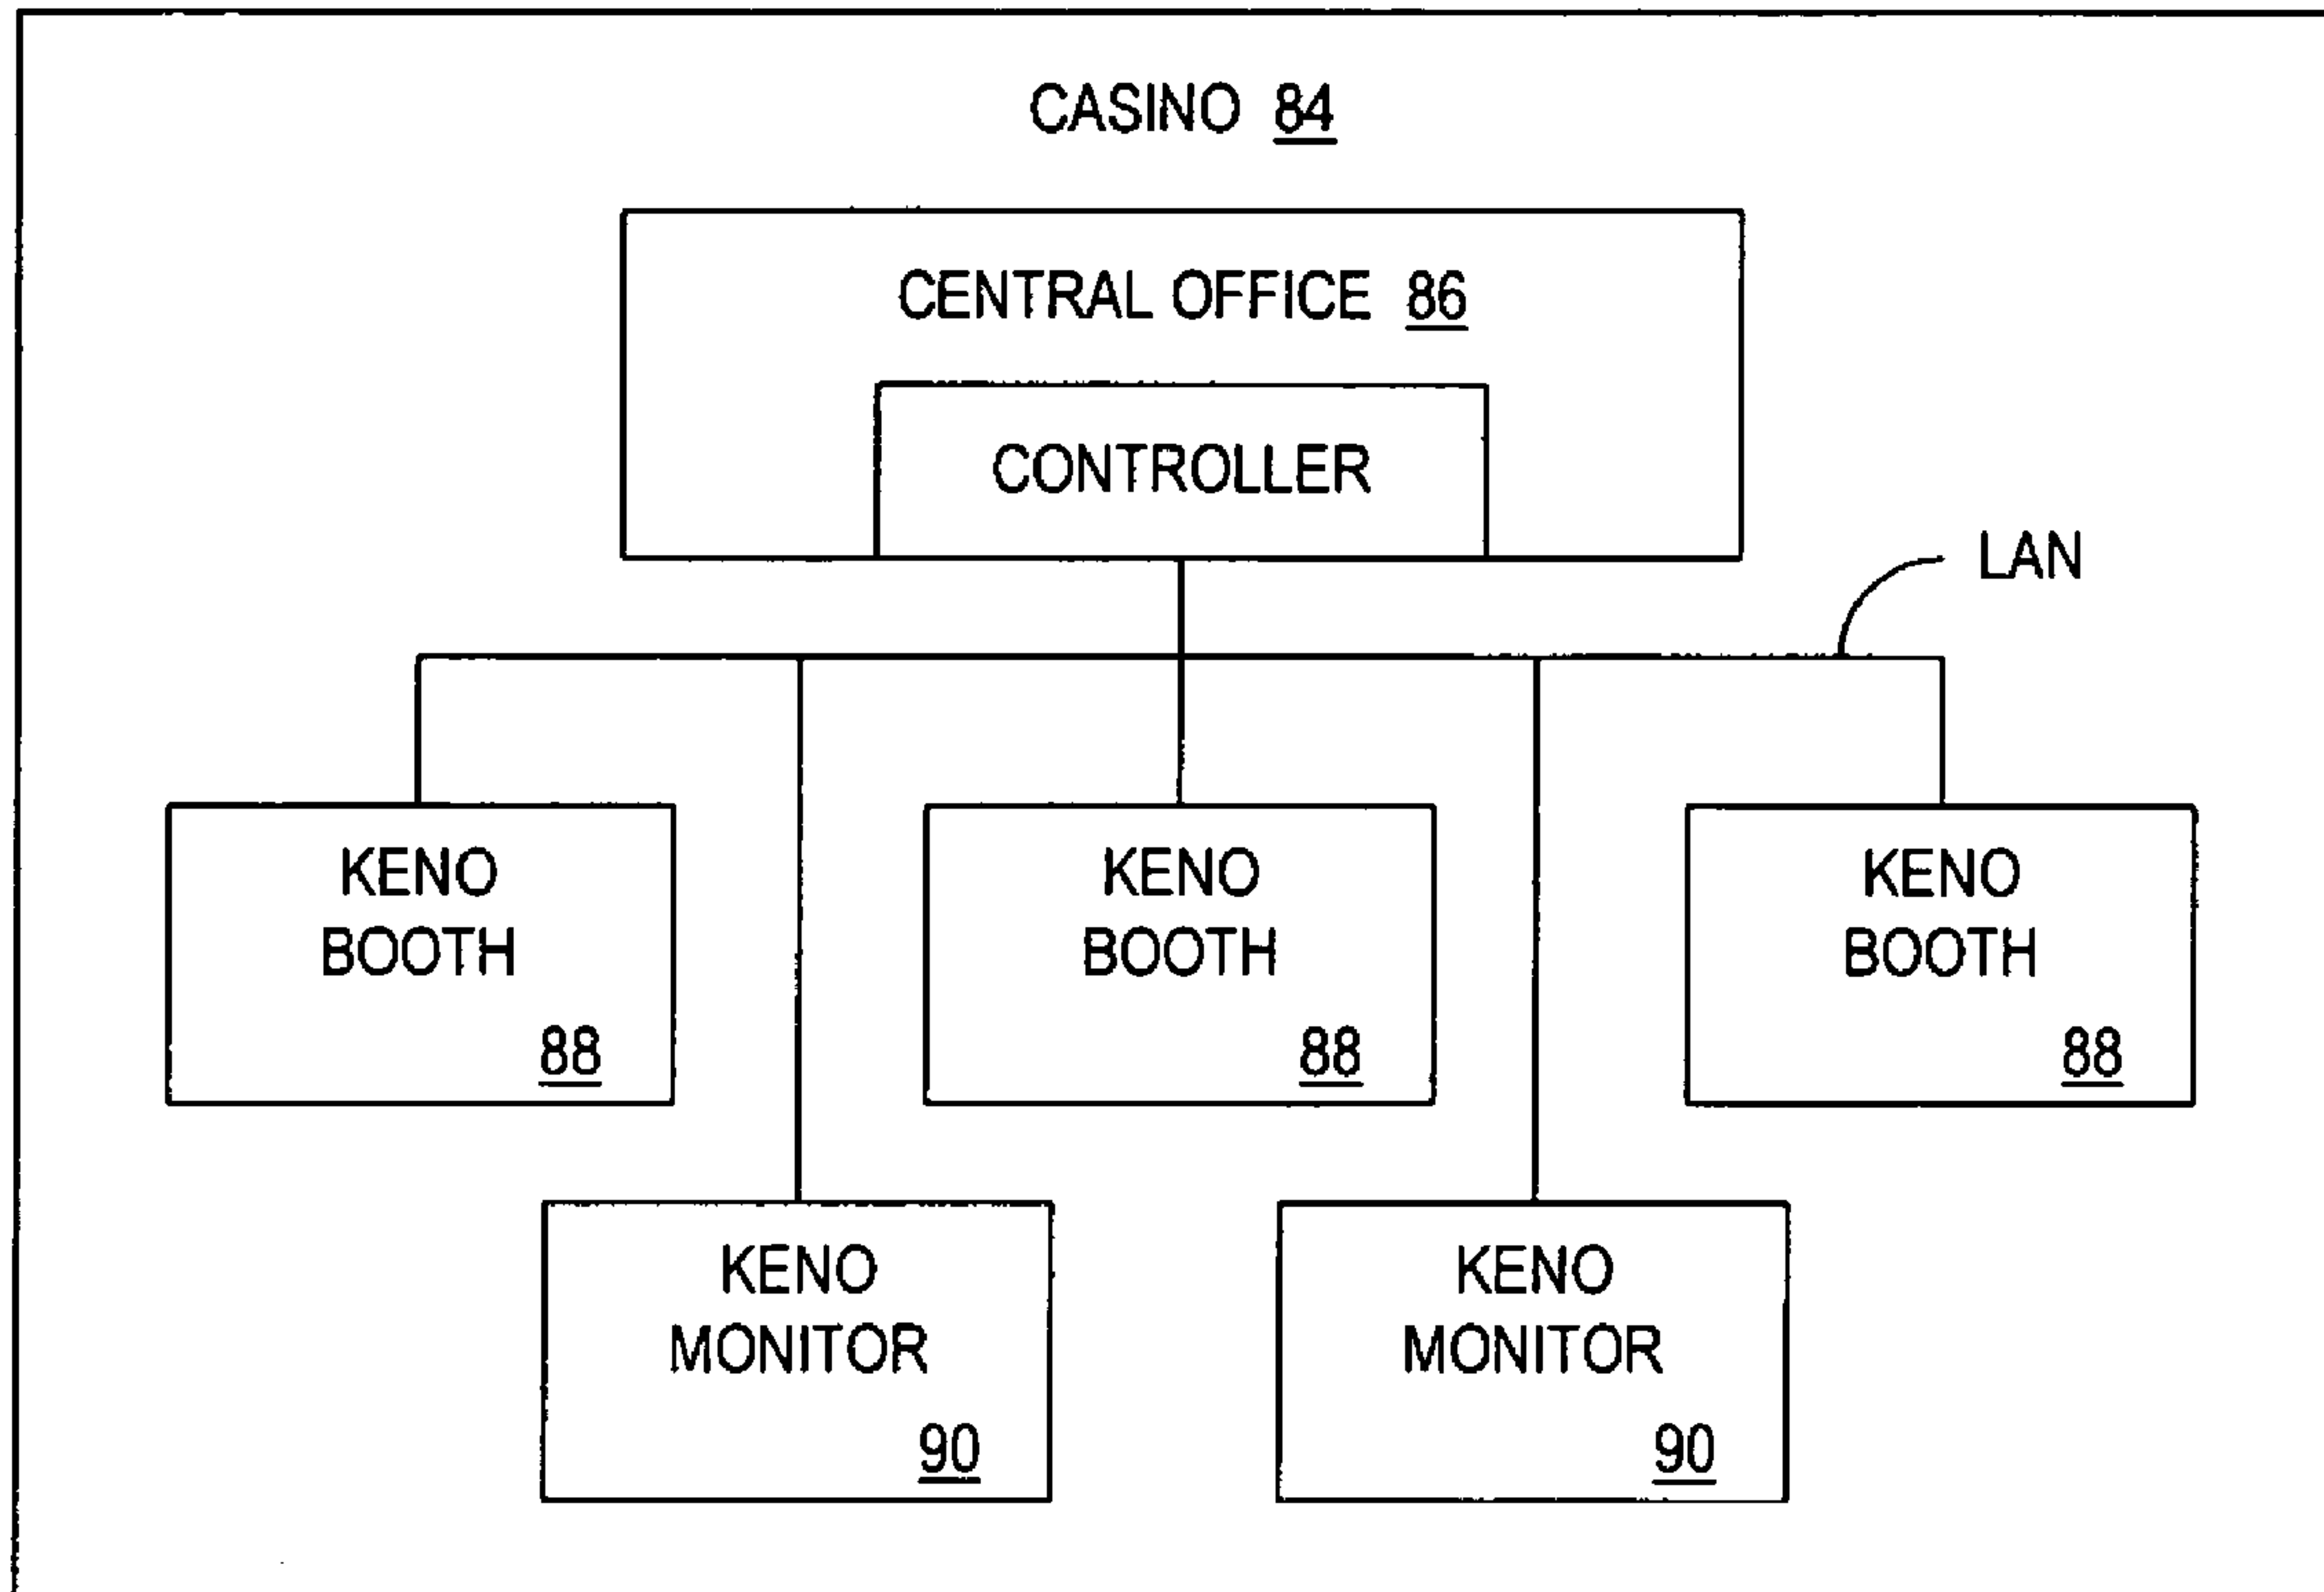 CASINO 84
CENTRAL OFFICE 86
CONTROLLER
LAN
KENO
BOOTH
88
KENO
BOOTH
88
KENO
BOOTH
88
KENO
MONITOR
90
KENO
MONITOR
90